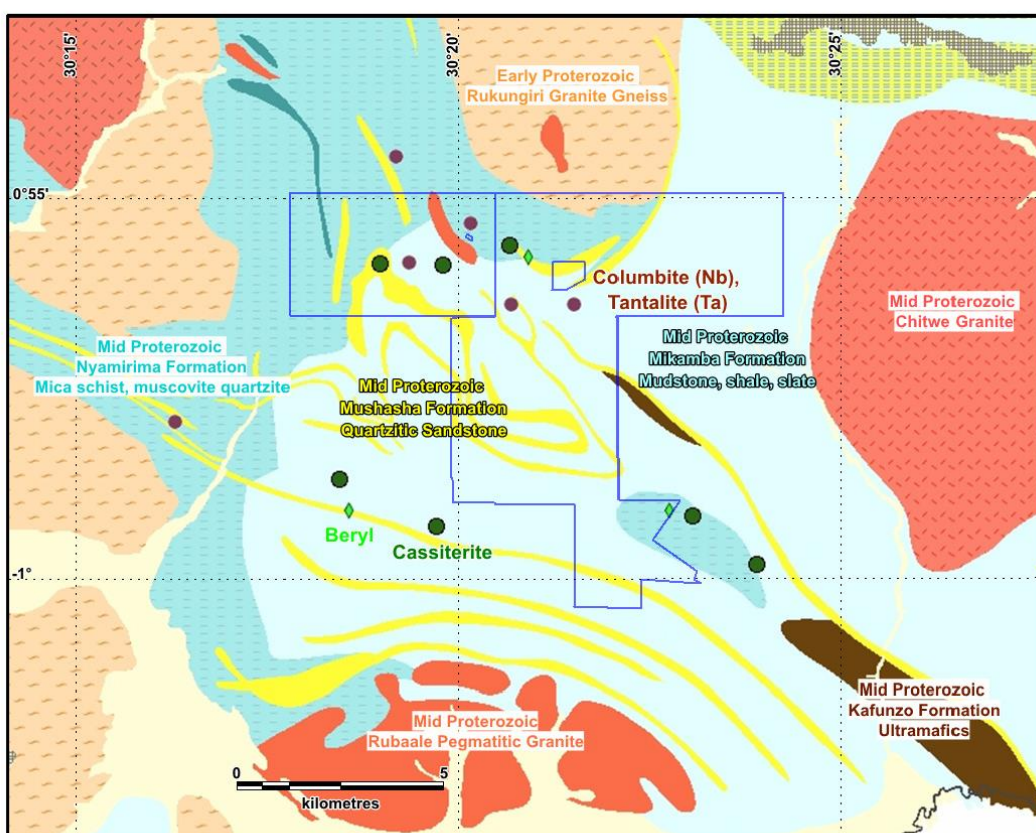 30°15'
30°20'
30°25'
Early Proterozoic
Rukungiri Granite Gneiss
0°55'
Columbite (Nb),
Tantalite (Ta)
Mid Proterozoic
Chitwe Granite
Mid Proterozoic
Nyamirima Formation
Mica schist, muscovite quartzite
Mid Proterozoic
Mikamba Formation
Mudstone, shale, slate
Mid Proterozoic
Mushasha Formation
Quartzitic Sandstone
Beryl
Cassiterite
-1°
Mid Proterozoic
Kafunzo Formation
Ultramafics
Mid Proterozoic
Rubaale Pegmatitic Granite
0
5
kilometres